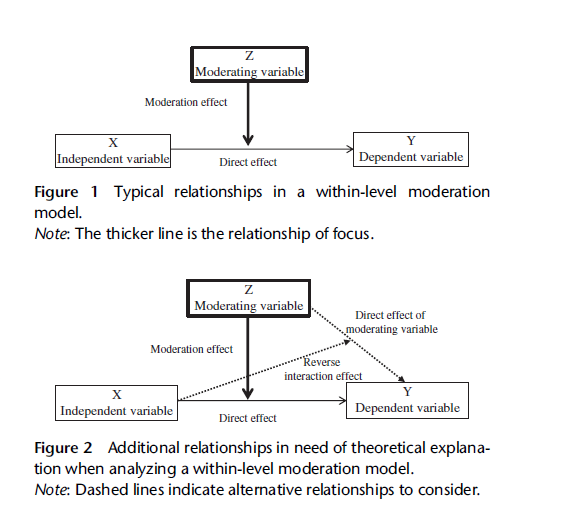 Z
Moderating variable
Moderation effect
X
Independent variable
Direct effect
Y
Dependent variable
Figure 1 Typical relationships in a within-level moderation
model.
Note: The thicker line is the relationship of focus.
Z
Moderating variable
Direct effect of
moderating variable
Moderation effect
Reverse
interaction effect
X
Independent variable
Direct effect
Y
Dependent variable
Figure 2 Additional relationships in need of theoretical explana-
tion when analyzing a within-level moderation model.
Note: Dashed lines indicate alternative relationships to consider.